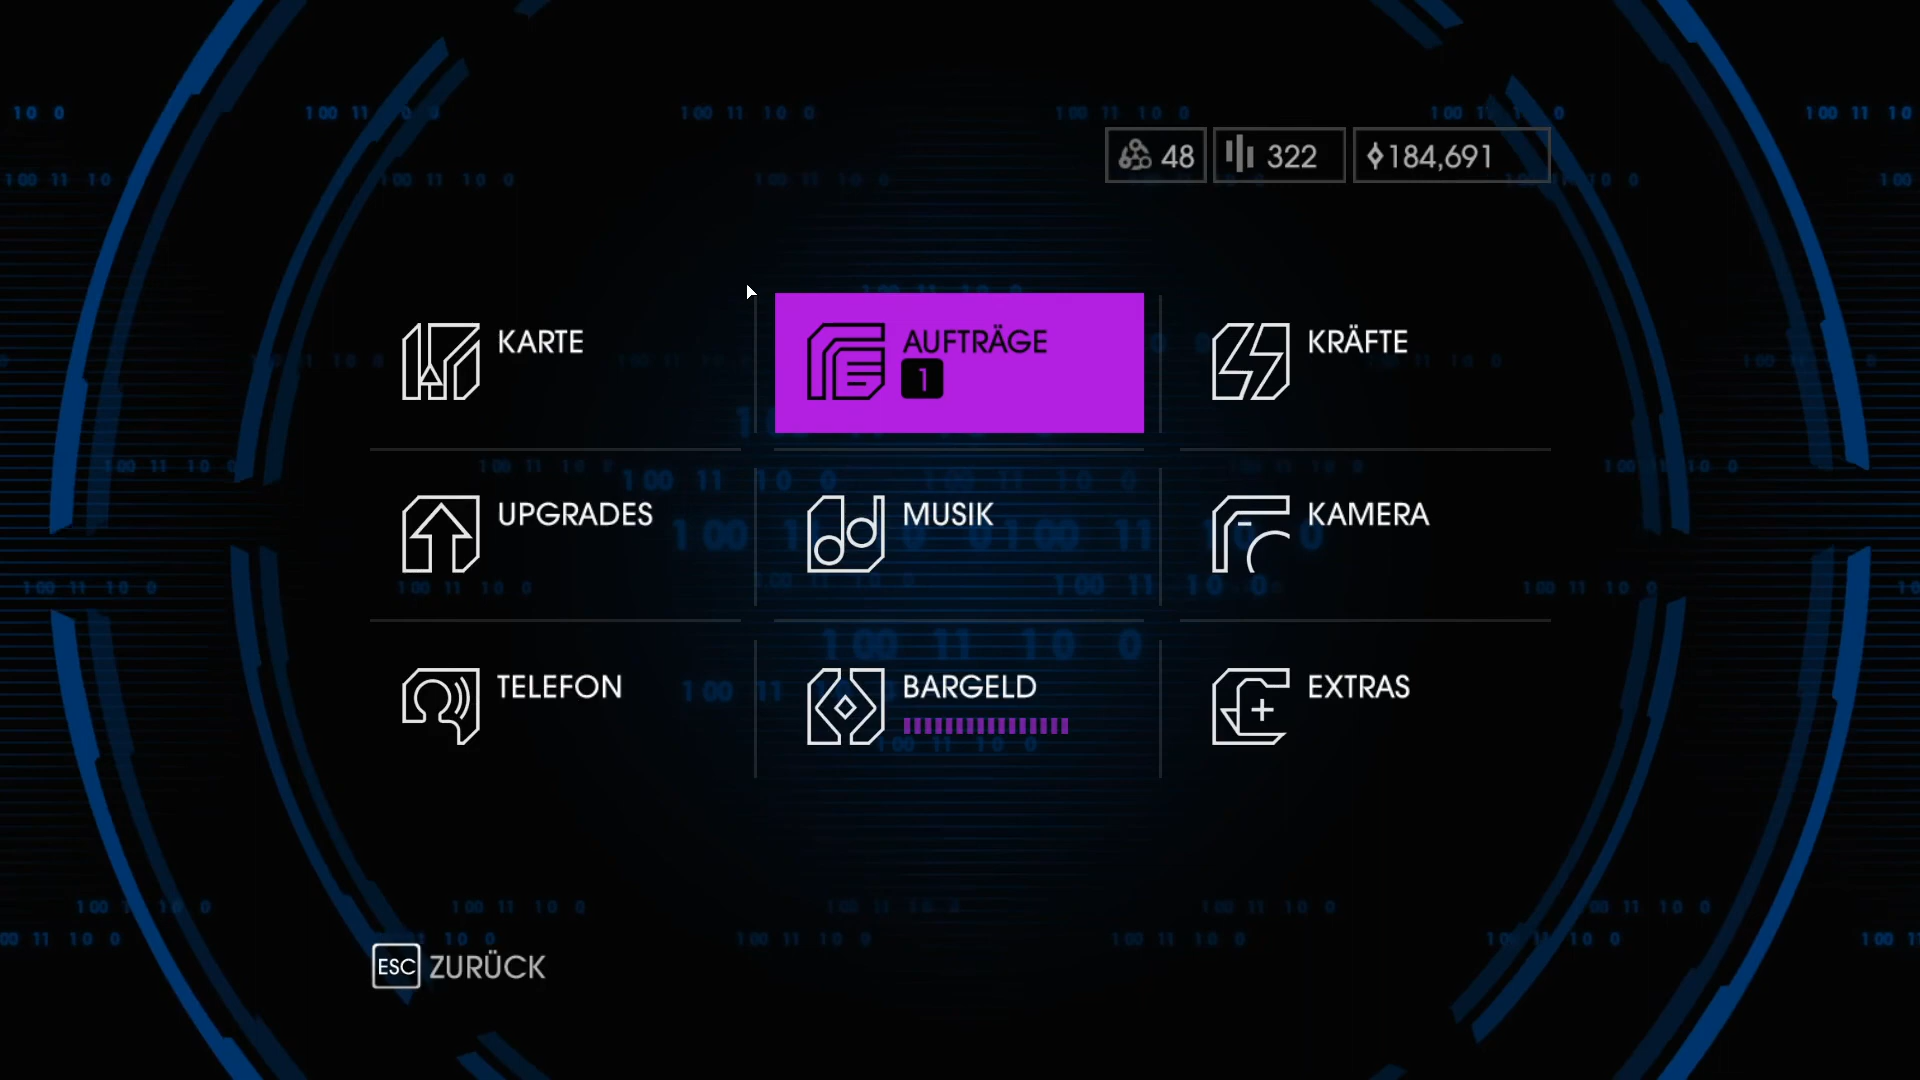 48 322 184,691
KARTE AUFTRÄGE KRÄFTE
1
UPGRADES MUSIK KAMERA
TELEFON BARGELD EXTRAS
ESC ZURÜCK